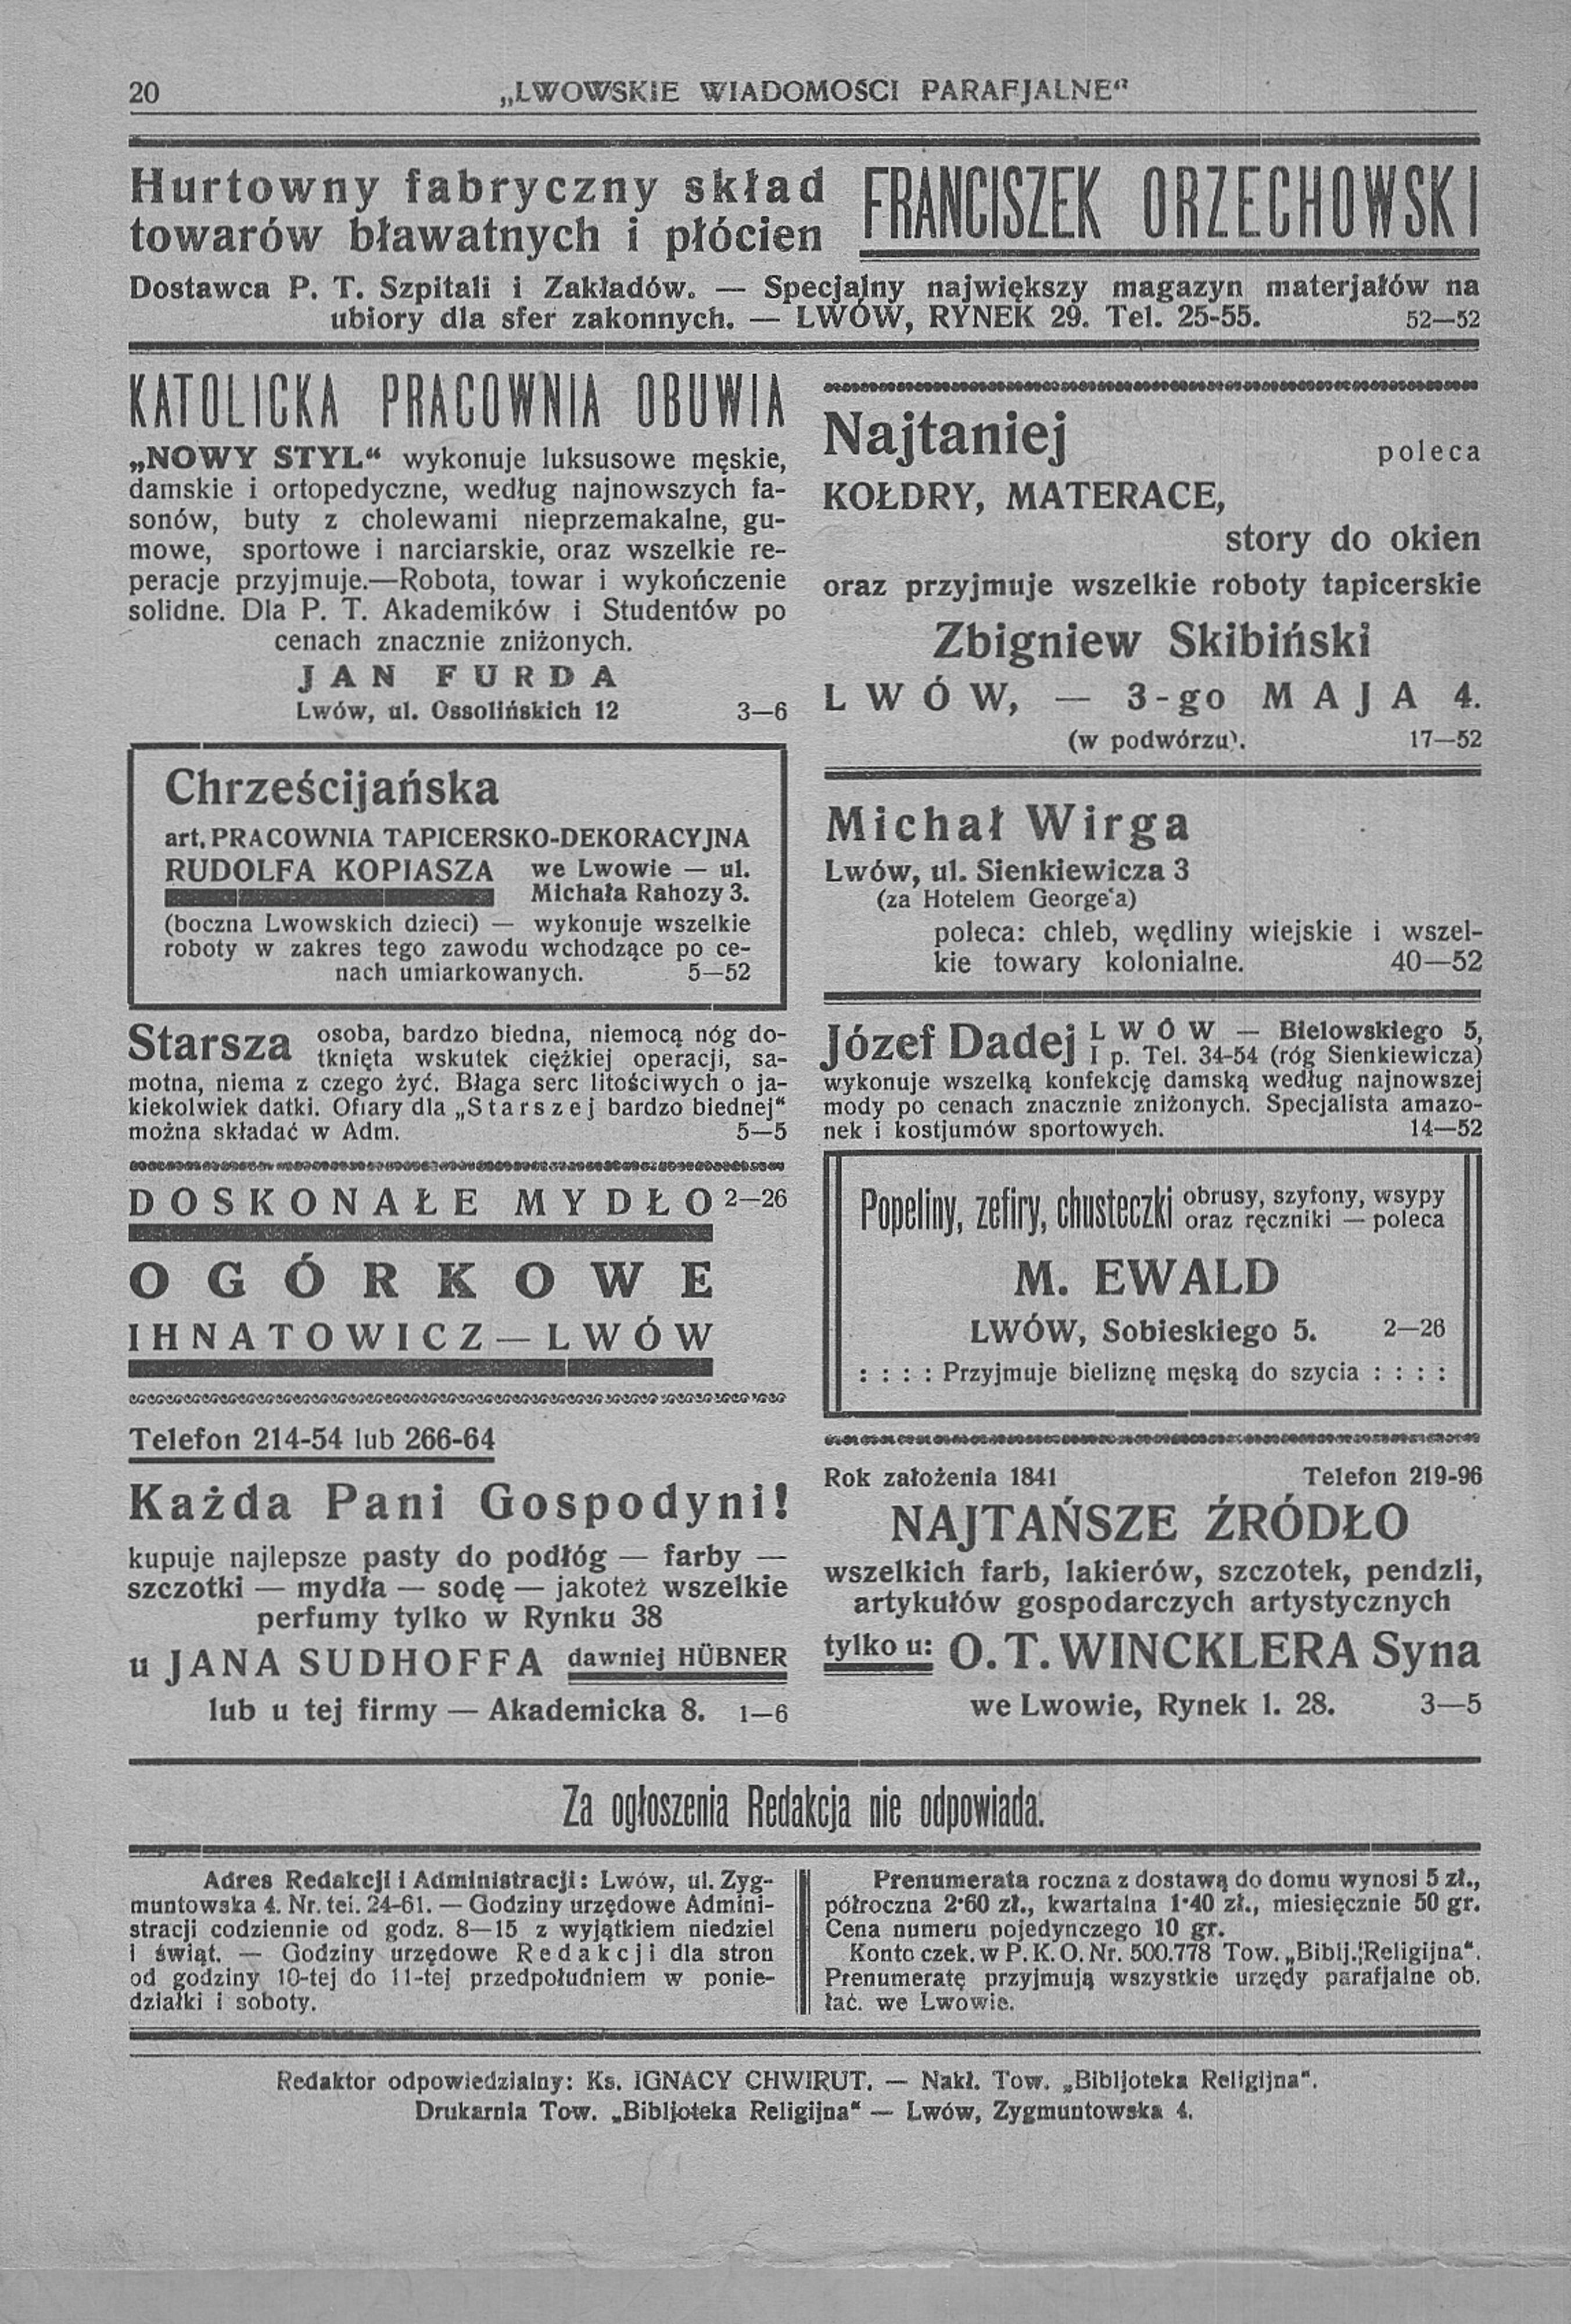 20
„LWOWSKIE WIADOMOSCI PARAFJALNE“
Hurtowny fabryczny skład
towarów bławatnych i płócien
FRANCISZEK ORZECHOWSKI
Dostawca P. T. Szpitali i Zakładów. — Specjalny największy magazyn materjałów na
ubiory dla sfer zakonnych. — LWÓW, RYNEK 29. Tel. 25-55. 52—52
KATOLICKA PRACOWNIA OBUWIA
„NOWY STYL“ wykonuje luksusowe męskie,
damskie i ortopedyczne, według najnowszych fa-
sonów, buty z cholewami nieprzemakalne, gu-
mowe, sportowe i narciarskie, oraz wszelkie re-
peracje przyjmuje.—Robota, towar i wykończenie
solidne. Dla P. T. Akademików i Studentów po
cenach znacznie zniżonych.
JAN FURDA
Lwów, ul. Ossolińskich 12 3—6
Chrześcijańska
art. PRACOWNIA TAPICERSKO-DEKORACYJNA
RUDOLFA KOPIASZA we Lwowie — ul.
Michała Rahozy 3.
(boczna Lwowskich dzieci) — wykonuje wszelkie
roboty w zakres tego zawodu wchodzące po ce-
nach umiarkowanych. 5—52
Starsza osoba, bardzo biedna, niemocą nóg do-
tknięta wskutek ciężkiej operacji, sa-
motna, niema z czego żyć. Błaga serc litościwych o ja-
kiekolwiek datki. Ofiary dla „Starszej bardzo biednej“
można składać w Adm. 5—5
DOSKONAŁE MYDŁO 2—26
OGÓRKOWE
IHNATOWICZ—LWÓW
Telefon 214-54 lub 266-64
Każda Pani Gospodyni!
kupuje najlepsze pasty do podłóg — farby —
szczotki — mydła — sodę — jakoteż wszelkie
perfumy tylko w Rynku 38
u JANA SUDHOFFA dawniej HÜBNER
lub u tej firmy — Akademicka 8. 1—6
Najtaniej poleca
KOŁDRY, MATERACE,
story do okien
oraz przyjmuje wszelkie roboty tapicerskie
Zbigniew Skibiński
LWÓW, — 3-go MAJA 4.
(w podwórzu). 17—52
Michał Wirga
Lwów, ul. Sienkiewicza 3
(za Hotelem George'a)
poleca: chleb, wędliny wiejskie i wszel-
kie towary kolonialne. 40—52
Józef Dadej LWÓW — Bielowskiego 5,
I p. Tel. 34-54 (róg Sienkiewicza)
wykonuje wszelką konfekcję damską według najnowszej
mody po cenach znacznie zniżonych. Specjalista amazo-
nek i kostjumów sportowych. 14—52
Popeliny, zefiry, chusteczki obrusy, szyfony, wsypy
oraz ręczniki — poleca
M. EWALD
LWÓW, Sobieskiego 5. 2—26
: : : : Przyjmuje bieliznę męską do szycia : : : :
Rok założenia 1841 Telefon 219-96
NAJTAŃSZE ŹRÓDŁO
wszelkich farb, lakierów, szczotek, pendzli,
artykułów gospodarczych artystycznych
tylko u: O. T. WINCKLERA Syna
we Lwowie, Rynek l. 28. 3—5
Za ogłoszenia Redakcja nie odpowiada.
Adres Redakcji i Administracji: Lwów, ul. Zyg-
muntowska 4. Nr. tel. 24-61. — Godziny urzędowe Admini-
stracji codziennie od godz. 8—15 z wyjątkiem niedziel
i świąt. — Godziny urzędowe Redakcji dla stron
od godziny 10-tej do 11-tej przedpołudniem w ponie-
działki i soboty.
Prenumerata roczna z dostawą do domu wynosi 5 zł.,
półroczna 2·60 zł., kwartalna 1·40 zł., miesięcznie 50 gr.
Cena numeru pojedynczego 10 gr.
Konto czek. w P. K. O. Nr. 500.778 Tow. „Biblj. Religijna“.
Prenumeratę przyjmują wszystkie urzędy parafjalne ob.
łać. we Lwowie.
Redaktor odpowiedzialny: Ks. IGNACY CHWIRUT. — Nakł. Tow. „Bibljoteka Religijna“.
Drukarnia Tow. „Bibljoteka Religijna“ — Lwów, Zygmuntowska 4.